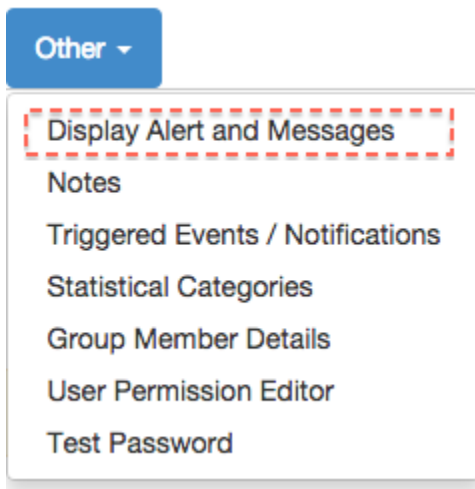 Other
Display Alert and Messages
Notes
Triggered Events / Notifications
Statistical Categories
Group Member Details
User Permission Editor
Test Password